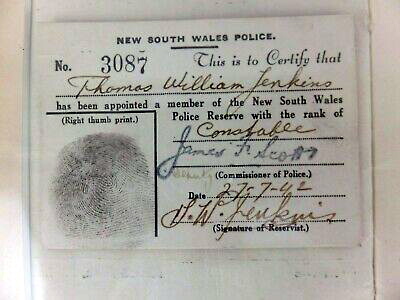 NEW SOUTH WALES POLICE.
No. 3087 This is to Certify that
Thomas William Jenkins
has been appointed a member of the New South Wales
(Right thumb print.) Police Reserve with the rank of
Constable
James F. Scott
Deputy (Commissioner of Police.)
Date 27-7-42
T. W. Jenkins
(Signature of Reservist.)